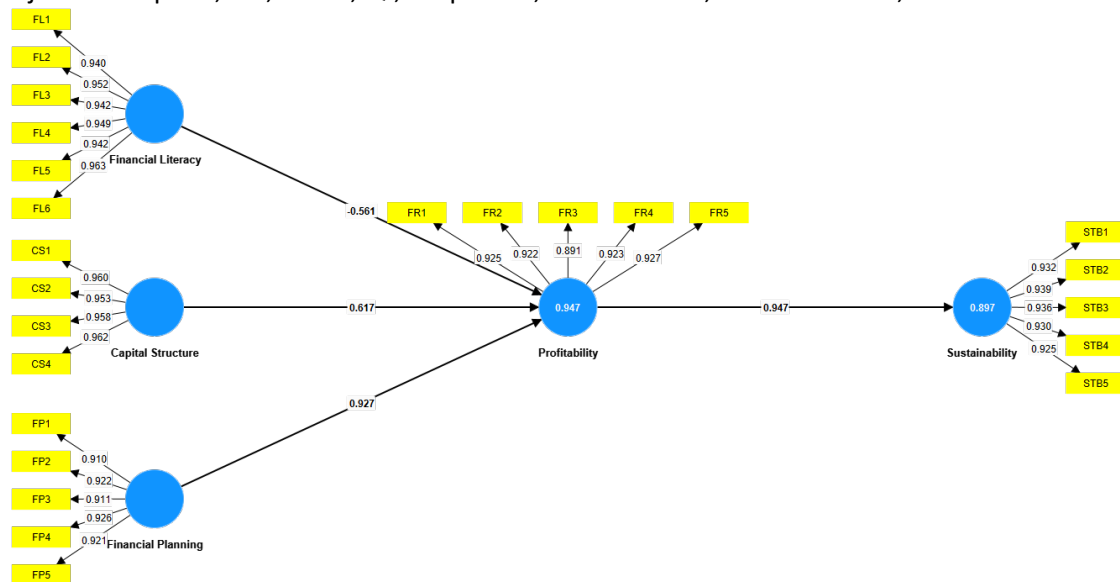 FL1
0.940
FL2
0.952
FL3
0.942
FL4
0.949
FL5
0.942
FL6
0.963
Financial Literacy
-0.561
CS1
0.960
CS2
0.953
CS3
0.958
CS4
0.962
Capital Structure
0.617
FP1
0.910
FP2
0.922
FP3
0.911
FP4
0.926
FP5
0.921
Financial Planning
0.927
FR1
FR2
FR3
FR4
FR5
0.925
0.922
0.891
0.923
0.927
0.947
Profitability
0.947
0.897
Sustainability
STB1
0.932
STB2
0.939
STB3
0.936
STB4
0.930
STB5
0.925